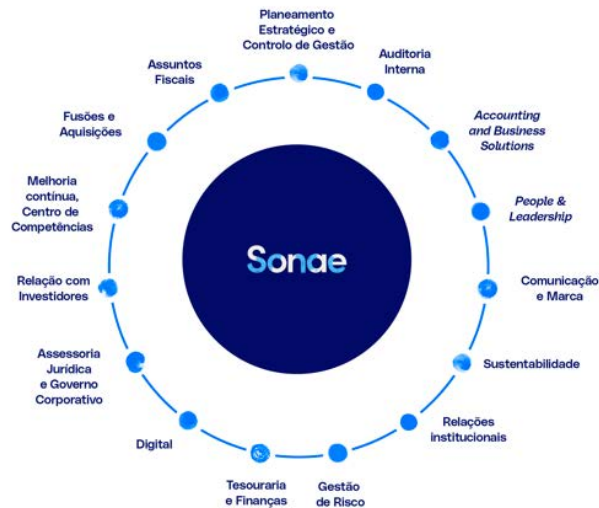 Planeamento
Estratégico e
Controlo de Gestão
Auditoria
Interna
Accounting
and Business
Solutions
People &
Leadership
Comunicação
e Marca
Sustentabilidade
Relações
institucionais
Gestão
de Risco
Tesouraria
e Finanças
Digital
Assessoria
Jurídica
e Governo
Corporativo
Relação com
Investidores
Melhoria
contínua,
Centro de
Competências
Fusões e
Aquisições
Assuntos
Fiscais
Sonae